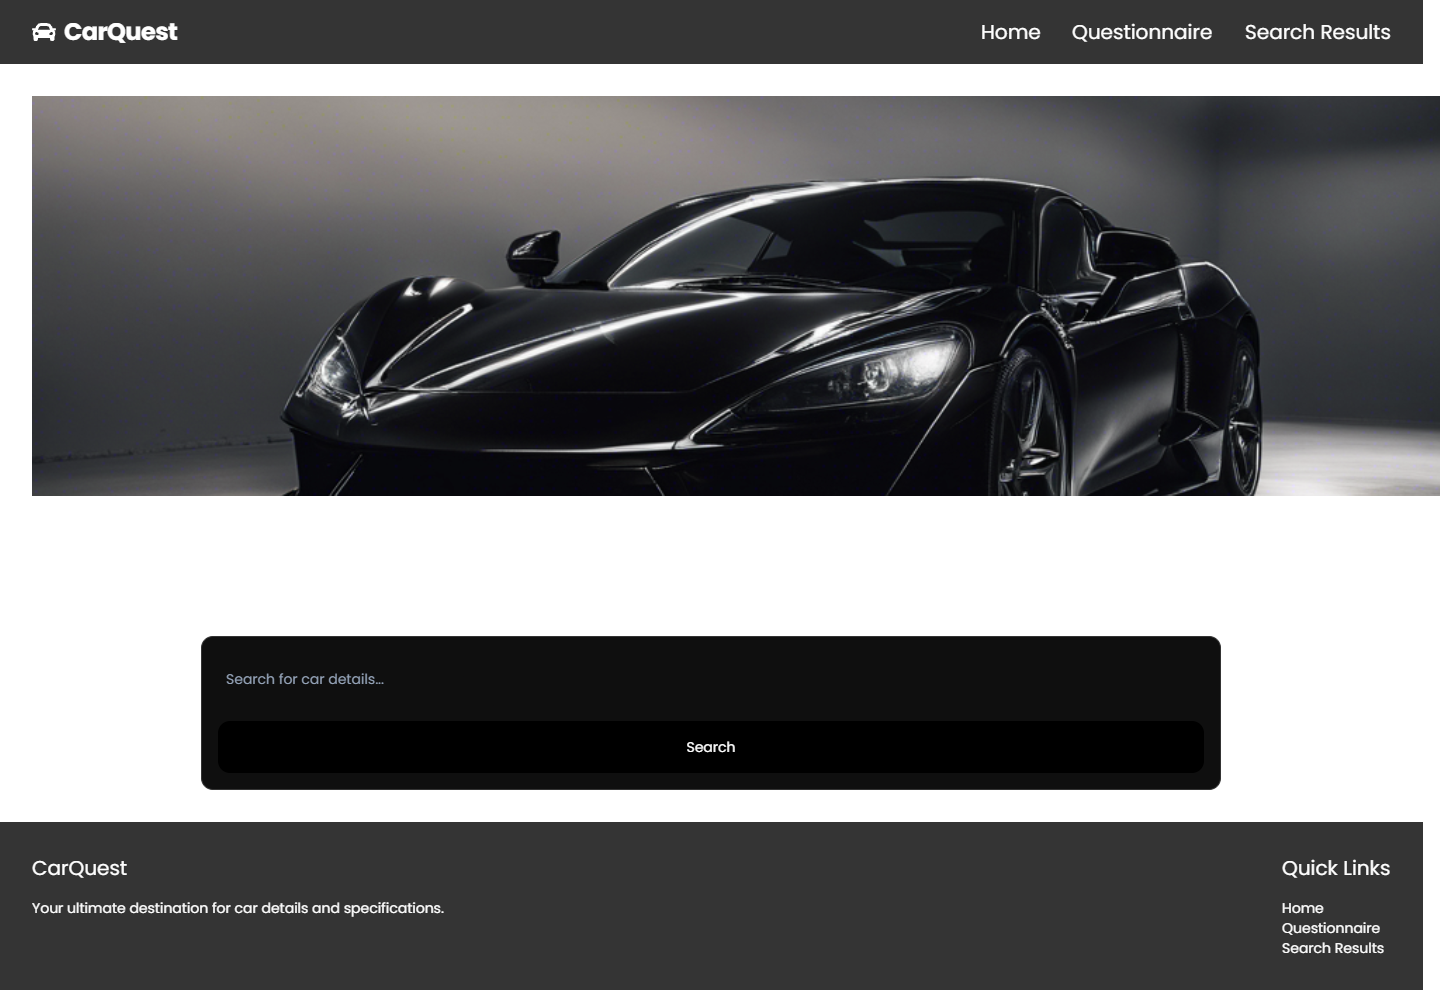 CarQuest
Home Questionnaire Search Results
Search for car details...
Search
CarQuest
Your ultimate destination for car details and specifications.
Quick Links
Home
Questionnaire
Search Results